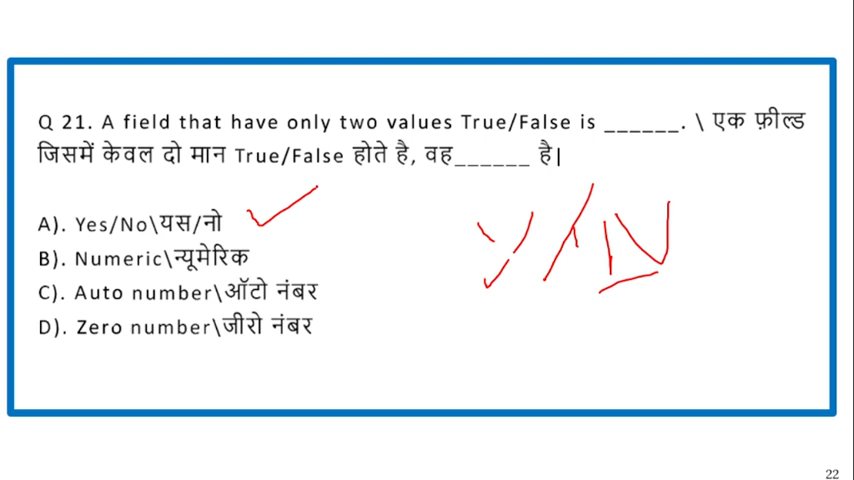 Q 21. A field that have only two values True/False is ______. \ एक फ़ील्ड
जिसमें केवल दो मान True/False होते है, वह______ है|
A). Yes/No\यस/नो
B). Numeric\न्यूमेरिक
C). Auto number\ऑटो नंबर
D). Zero number\जीरो नंबर
Y/N
22